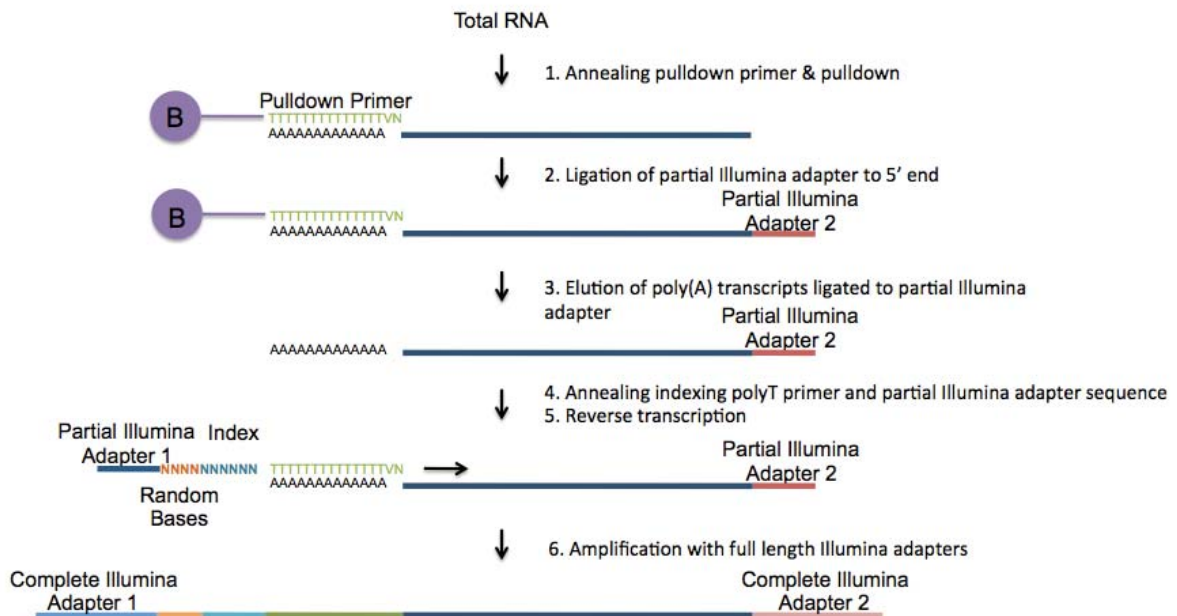 Total RNA
1. Annealing pulldown primer & pulldown
Pulldown Primer
B
TTTTTTTTTTTTTTTVN
AAAAAAAAAAAAA
2. Ligation of partial Illumina adapter to 5' end
Partial Illumina
Adapter 2
B
TTTTTTTTTTTTTTTVN
AAAAAAAAAAAAA
3. Elution of poly(A) transcripts ligated to partial Illumina
adapter
Partial Illumina
Adapter 2
AAAAAAAAAAAAA
4. Annealing indexing polyT primer and partial Illumina adapter sequence
5. Reverse transcription
Partial Illumina
Adapter 1
Index
NNNNNNNNNN
TTTTTTTTTTTTTTTVN
AAAAAAAAAAAAA
Random
Bases
Partial Illumina
Adapter 2
6. Amplification with full length Illumina adapters
Complete Illumina
Adapter 1
Complete Illumina
Adapter 2